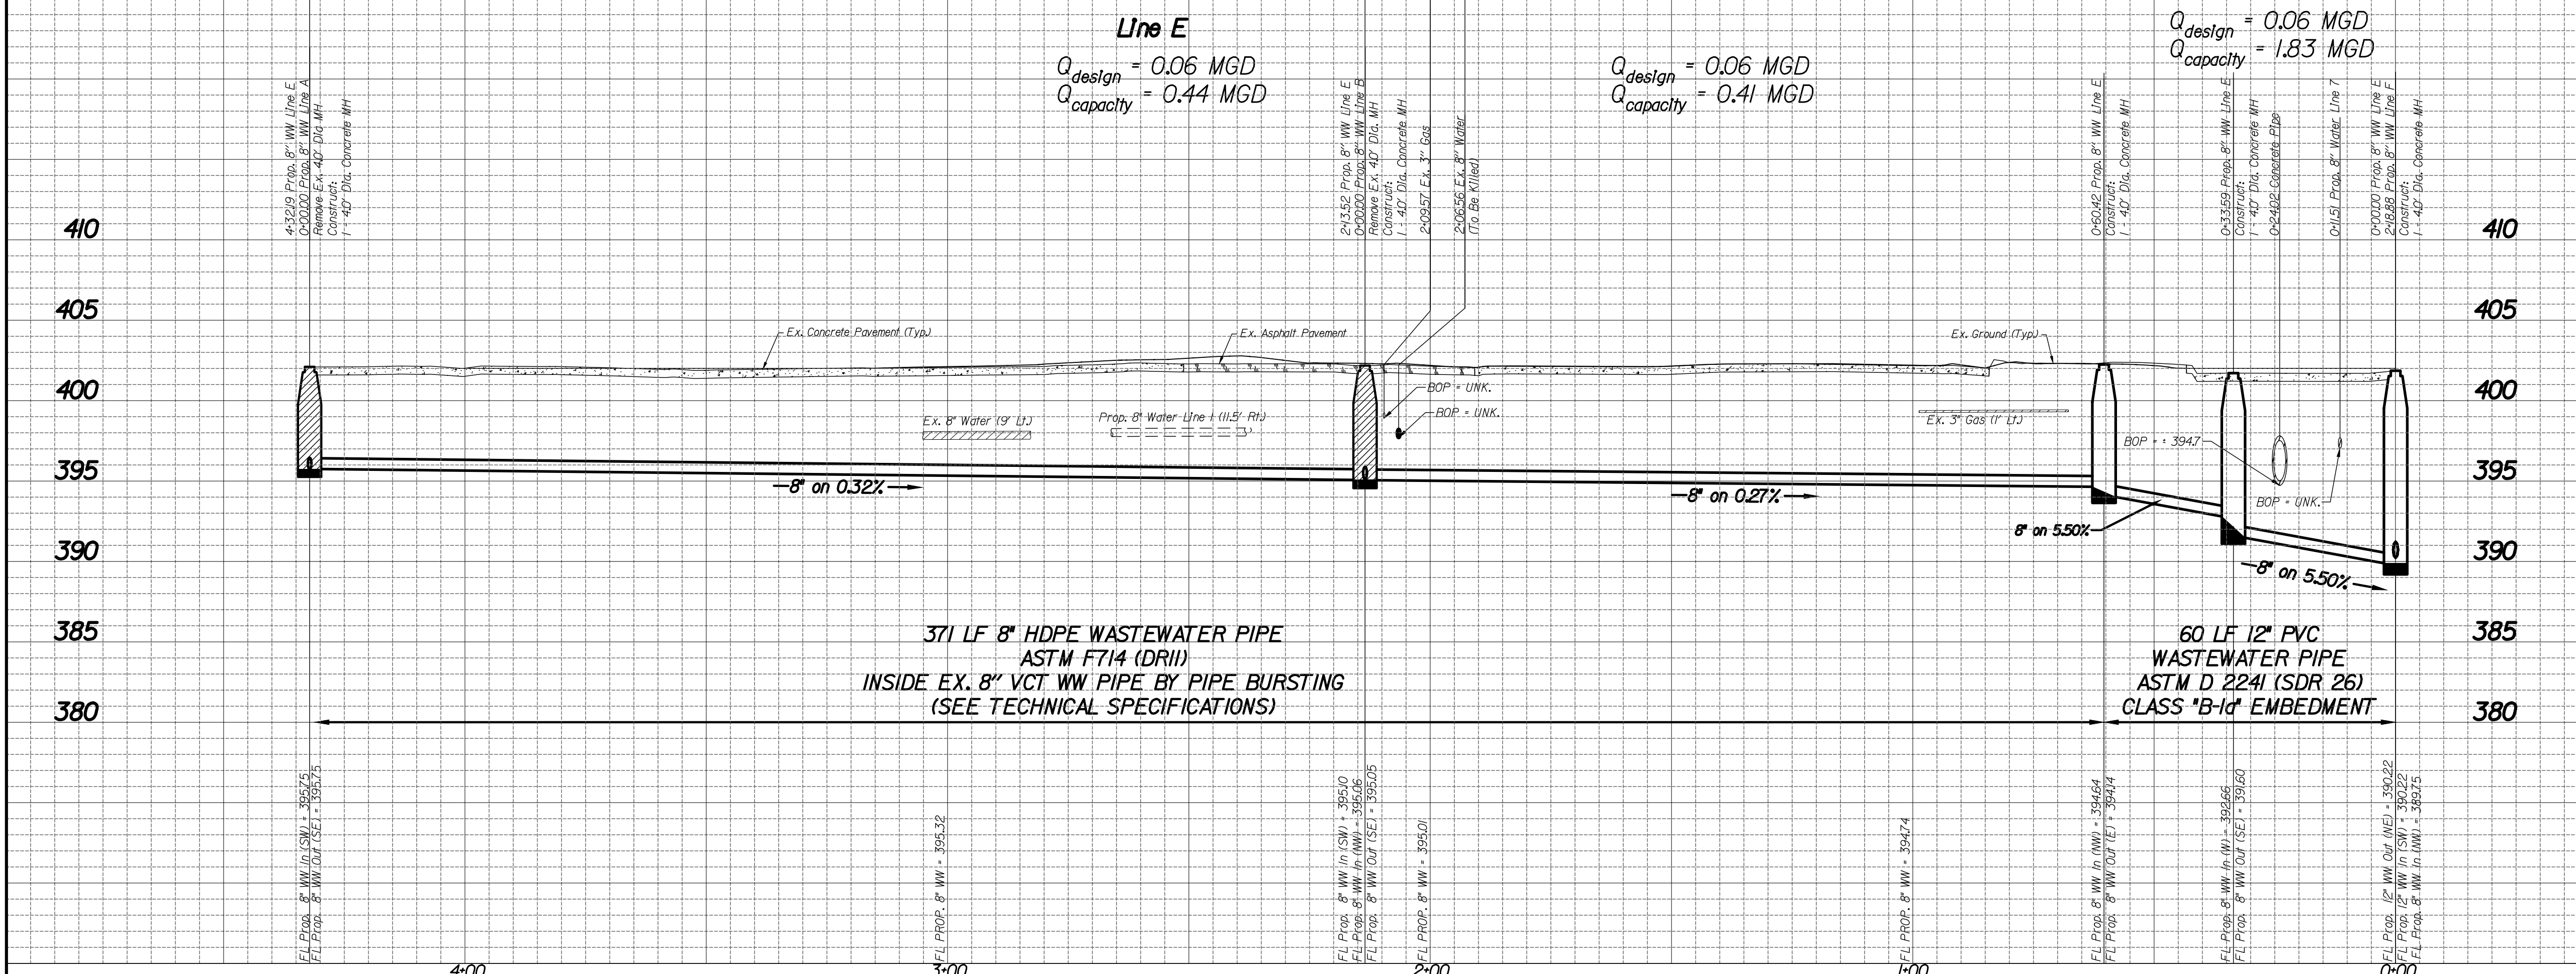 Line E
Qdesign = 0.06 MGD
Qcapacity = 0.44 MGD
Qdesign = 0.06 MGD
Qcapacity = 0.41 MGD
Qdesign = 0.06 MGD
Qcapacity = 1.83 MGD
4+32.19 Prop. 8" WW Line E
0+00.00 Prop. 8" WW Line A
Remove Ex. 4.0' Dia MH
Construct:
1 - 4.0' Dia. Concrete MH
2+13.52 Prop. 8" WW Line E
0+00.00 Prop. 8" WW Line B
Remove Ex. 4.0' Dia. MH
Construct:
1 - 4.0' Dia. Concrete MH
2+09.57 Ex. 3" Gas
2+06.56 Ex. 8" Water
(To Be Killed)
0+60.42 Prop. 8" WW Line E
Construct:
1 - 4.0' Dia. Concrete MH
0+33.59 Prop. 8" WW Line E
Construct:
1 - 4.0' Dia. Concrete MH
0+24.02 Concrete Pipe
0+11.51 Prop. 8" Water Line 7
0+00.00 Prop. 8" WW Line E
2+18.88 Prop. 8" WW Line F
Construct:
1 - 4.0' Dia. Concrete MH
410
410
405
405
Ex. Concrete Pavement (Typ.)
Ex. Asphalt Pavement
Ex. Ground (Typ.)
400
400
BOP = UNK.
BOP = UNK.
Ex. 8" Water (9' Lt.)
Prop. 8" Water Line 1 (11.5' Rt.)
Ex. 3" Gas (1' Lt.)
BOP = ± 394.7
BOP = UNK.
395
395
8" on 0.32%
8" on 0.27%
8" on 5.50%
8" on 5.50%
390
390
385
385
371 LF 8" HDPE WASTEWATER PIPE
ASTM F714 (DR11)
INSIDE EX. 8" VCT WW PIPE BY PIPE BURSTING
(SEE TECHNICAL SPECIFICATIONS)
60 LF 12" PVC
WASTEWATER PIPE
ASTM D 2241 (SDR 26)
CLASS "B-1a" EMBEDMENT
380
380
FL Prop. 8" WW In (SW) = 395.75
FL Prop. 8" WW Out (SE) = 395.75
FL PROP. 8" WW = 395.32
FL Prop. 8" WW In (SW) = 395.10
FL Prop. 8" WW In (NW) = 395.06
FL Prop. 8" WW Out (SE) = 395.05
FL PROP. 8" WW = 395.01
FL PROP. 8" WW = 394.74
FL Prop. 8" WW In (NW) = 394.64
FL Prop. 8" WW Out (E) = 394.14
FL Prop. 8" WW In (W) = 392.66
FL Prop. 8" WW Out (SE) = 391.60
FL Prop. 12" WW Out (NE) = 390.22
FL Prop. 12" WW In (SW) = 390.22
FL Prop. 8" WW In (NW) = 389.75
4+00
3+00
2+00
1+00
0+00